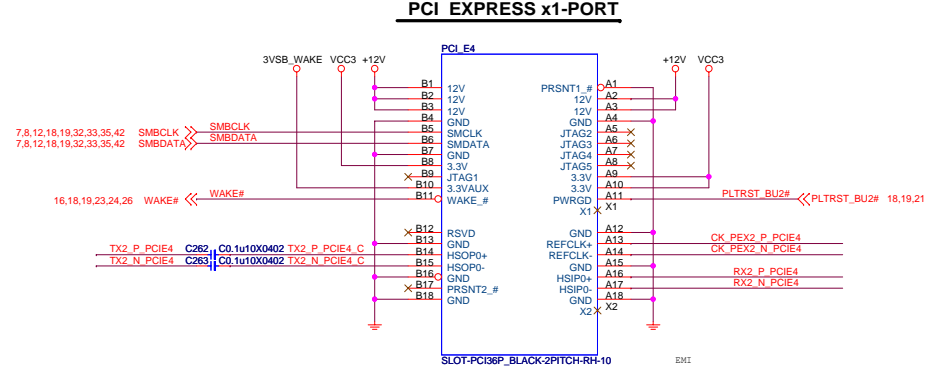 PCI EXPRESS x1-PORT
PCI_E4
3VSB_WAKE VCC3 +12V
+12V VCC3
B1 12V PRSNT1_# A1
B2 12V 12V A2
B3 12V 12V A3
B4 GND GND A4
7,8,12,18,19,32,33,35,42 SMBCLK SMBCLK B5 SMCLK JTAG2 A5
7,8,12,18,19,32,33,35,42 SMBDATA SMBDATA B6 SMDATA JTAG3 A6
B7 GND JTAG4 A7
B8 3.3V JTAG5 A8
B9 JTAG1 3.3V A9
B10 3.3VAUX 3.3V A10
16,18,19,23,24,26 WAKE# WAKE# B11 WAKE_# PWRGD A11 PLTRST_BU2# PLTRST_BU2# 18,19,21
X1 X1
B12 RSVD GND A12
B13 GND REFCLK+ A13 CK_PEX2_P_PCIE4
TX2_P_PCIE4 C262 C0.1u10X0402 TX2_P_PCIE4_C B14 HSOP0+ REFCLK- A14 CK_PEX2_N_PCIE4
TX2_N_PCIE4 C263 C0.1u10X0402 TX2_N_PCIE4_C B15 HSOP0- GND A15
B16 GND HSIP0+ A16 RX2_P_PCIE4
B17 PRSNT2_# HSIP0- A17 RX2_N_PCIE4
B18 GND GND A18
X2 X2
SLOT-PCI36P_BLACK-2PITCH-RH-10
EMI